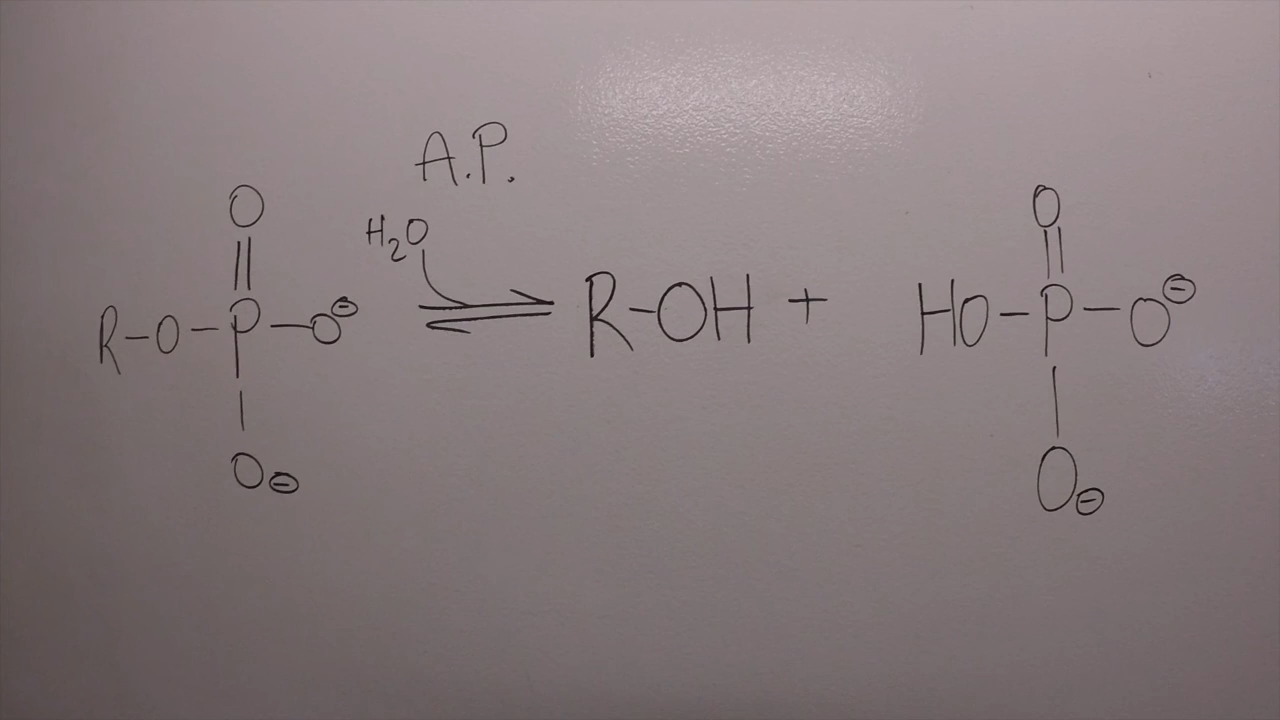 A.P.
O O
H₂O
R-O-P-O⊖ ⇌ R-OH + HO-P-O⊖
O⊖ O⊖